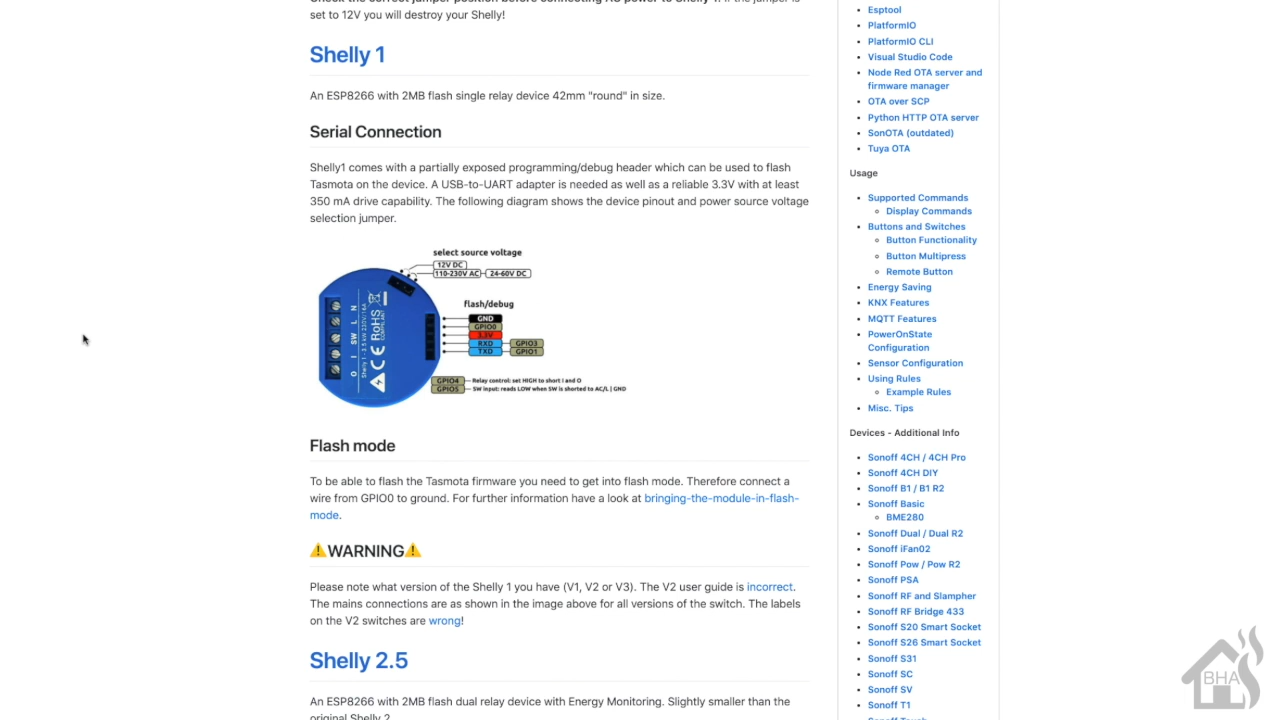 set to 12V you will destroy your Shelly!
Shelly 1
An ESP8266 with 2MB flash single relay device 42mm "round" in size.
Serial Connection
Shelly1 comes with a partially exposed programming/debug header which can be used to flash
Tasmota on the device. A USB-to-UART adapter is needed as well as a reliable 3.3V with at least
350 mA drive capability. The following diagram shows the device pinout and power source voltage
selection jumper.
select source voltage
12V DC
110-230V AC 24-60V DC
flash/debug
GND
GPIO0
3.3V
RXD GPIO3
TXD GPIO1
GPIO4 Relay control: set HIGH to short I and O
GPIO5 SW input: reads LOW when SW is shorted to AC/L | GND
O I SW L N
Shelly 1 - 3.5 kW 230V/16A
CE RoHS
COMPLIANT
Flash mode
To be able to flash the Tasmota firmware you need to get into flash mode. Therefore connect a
wire from GPIO0 to ground. For further information have a look at bringing-the-module-in-flash-
mode.
⚠WARNING⚠
Please note what version of the Shelly 1 you have (V1, V2 or V3). The V2 user guide is incorrect.
The mains connections are as shown in the image above for all versions of the switch. The labels
on the V2 switches are wrong!
Shelly 2.5
An ESP8266 with 2MB flash dual relay device with Energy Monitoring. Slightly smaller than the
original Shelly 2.
Esptool
PlatformIO
PlatformIO CLI
Visual Studio Code
Node Red OTA server and
firmware manager
OTA over SCP
Python HTTP OTA server
SonOTA (outdated)
Tuya OTA
Usage
Supported Commands
Display Commands
Buttons and Switches
Button Functionality
Button Multipress
Remote Button
Energy Saving
KNX Features
MQTT Features
PowerOnState
Configuration
Sensor Configuration
Using Rules
Example Rules
Misc. Tips
Devices - Additional Info
Sonoff 4CH / 4CH Pro
Sonoff 4CH DIY
Sonoff B1 / B1 R2
Sonoff Basic
BME280
Sonoff Dual / Dual R2
Sonoff iFan02
Sonoff Pow / Pow R2
Sonoff PSA
Sonoff RF and Slampher
Sonoff RF Bridge 433
Sonoff S20 Smart Socket
Sonoff S26 Smart Socket
Sonoff S31
Sonoff SC
Sonoff SV
Sonoff T1
BHA